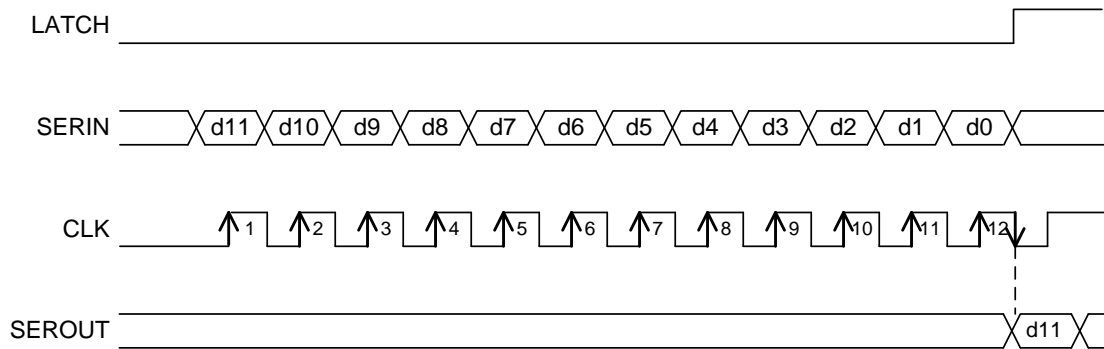 LATCH
SERIN d11 d10 d9 d8 d7 d6 d5 d4 d3 d2 d1 d0
CLK 1 2 3 4 5 6 7 8 9 10 11 12
SEROUT d11